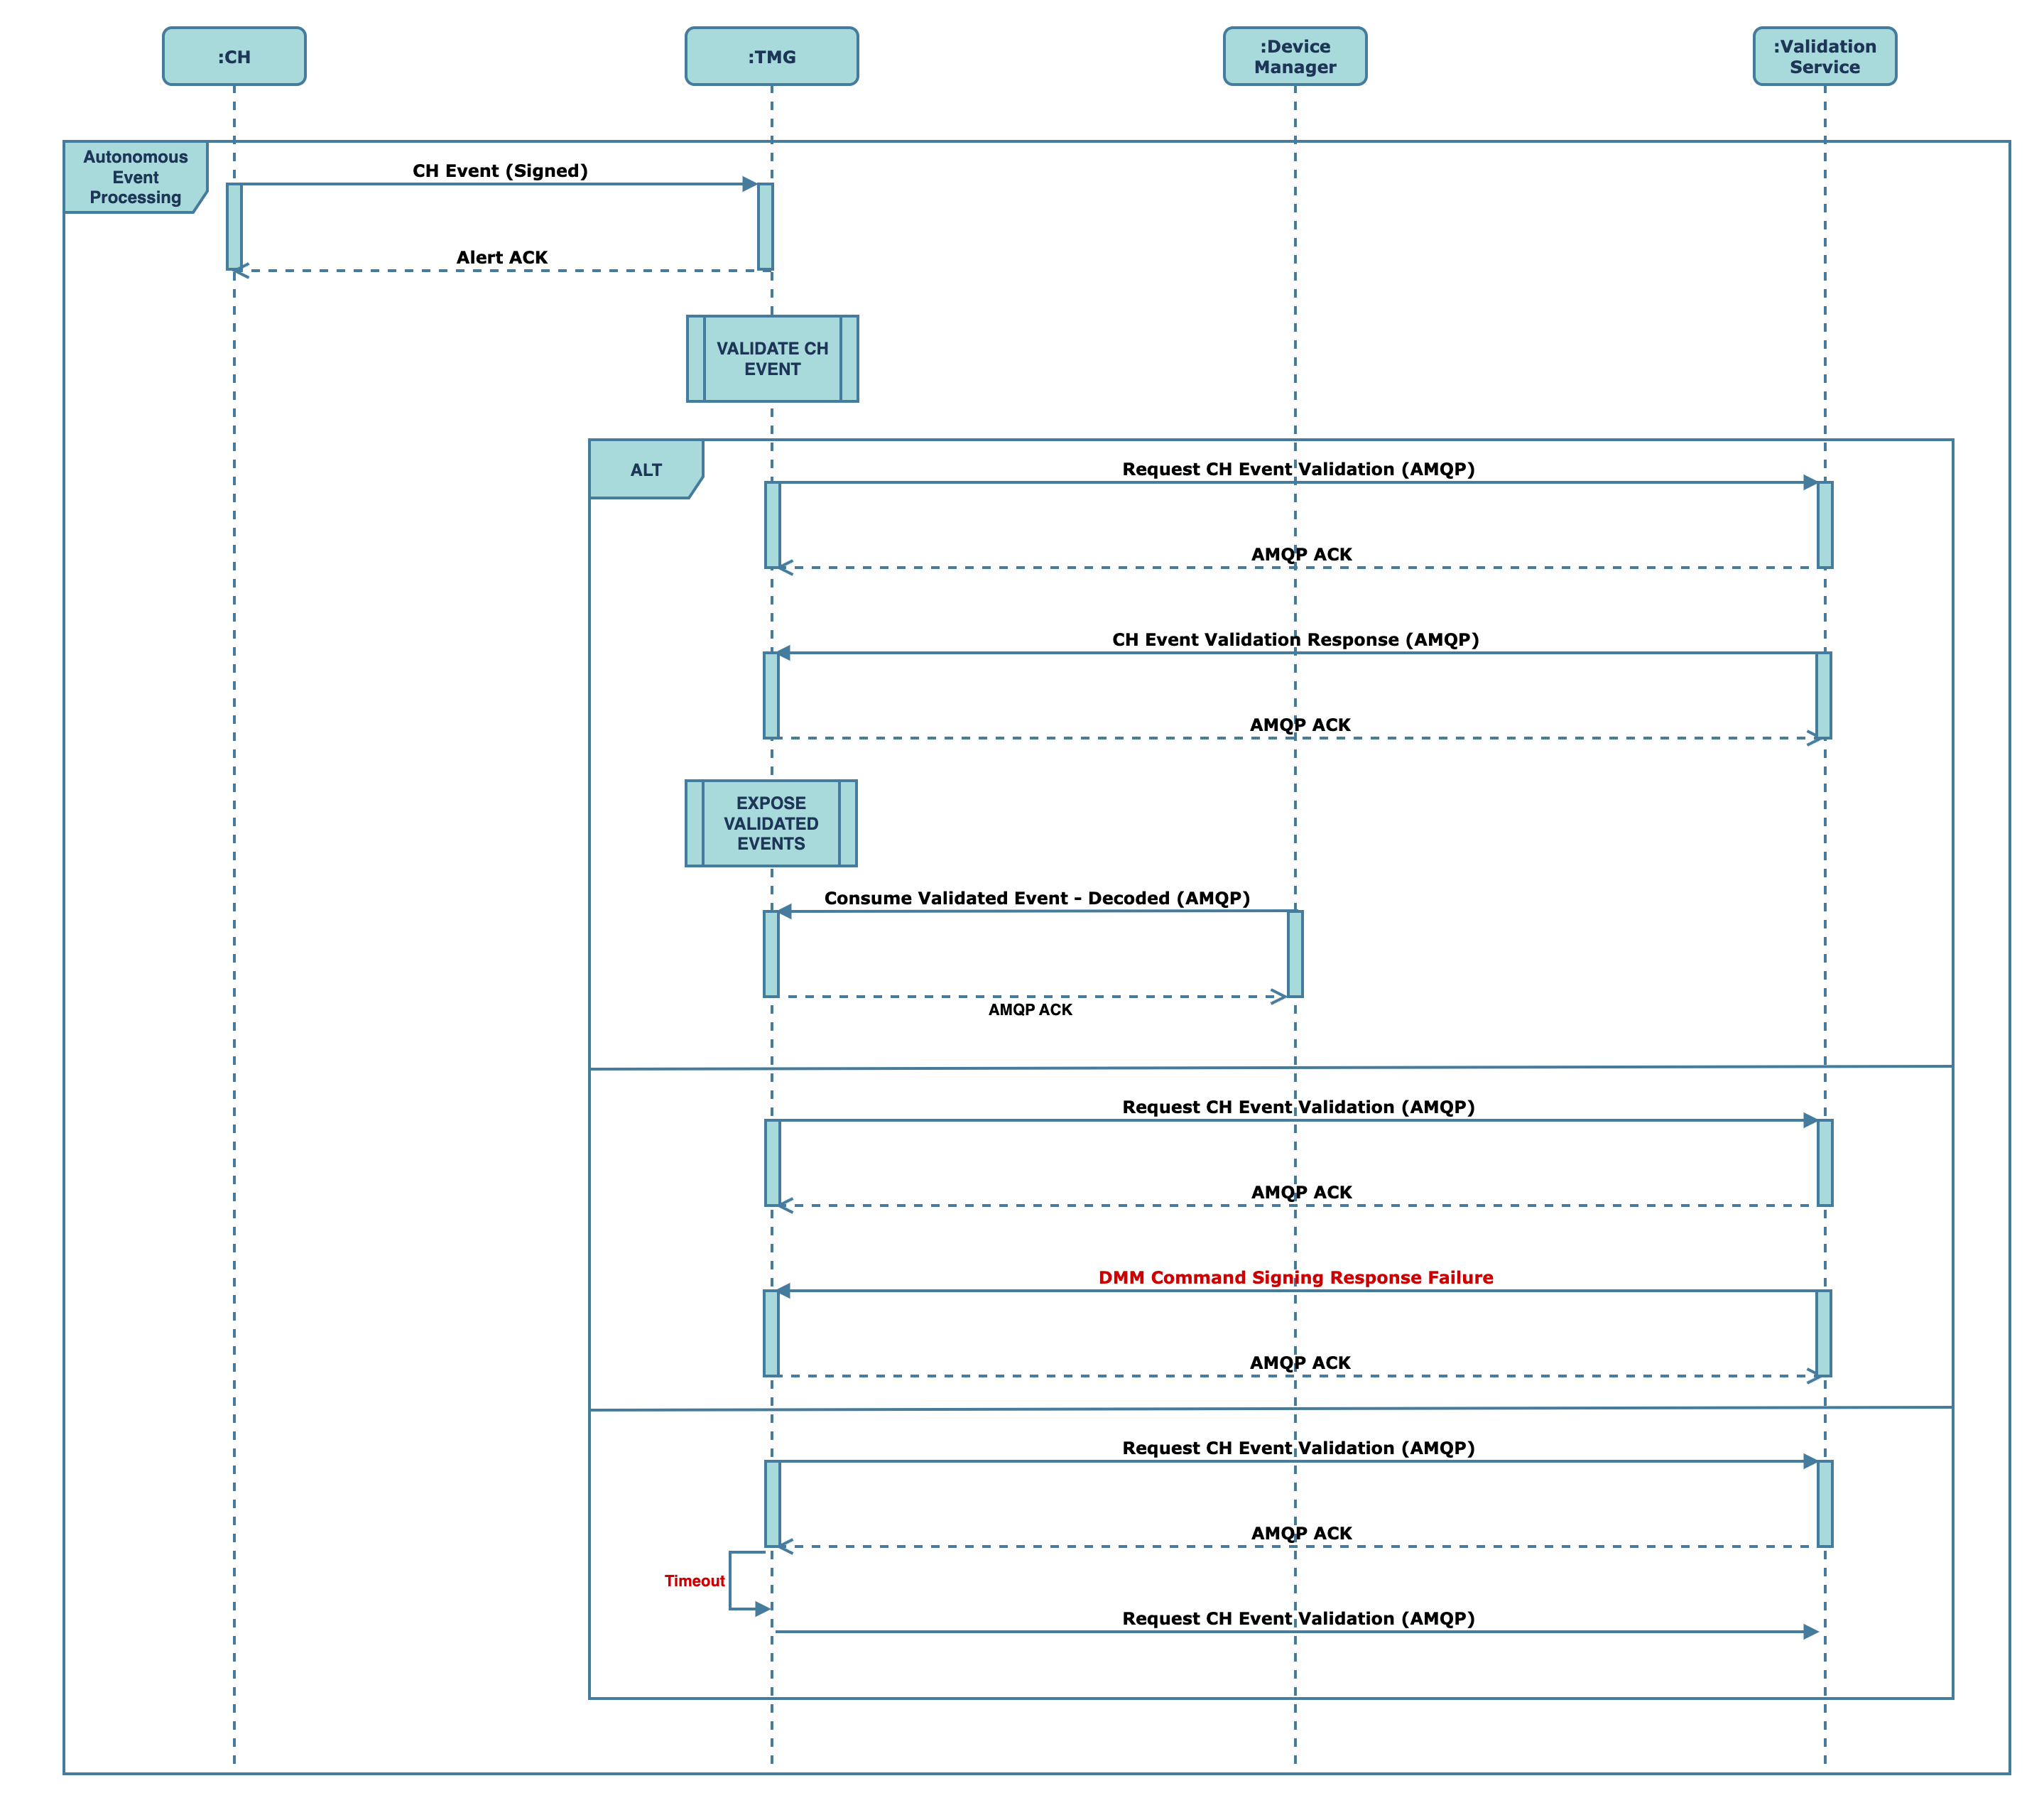 :CH
:TMG
:Device
Manager
:Validation
Service
Autonomous
Event
Processing
CH Event (Signed)
Alert ACK
VALIDATE CH
EVENT
ALT
Request CH Event Validation (AMQP)
AMQP ACK
CH Event Validation Response (AMQP)
AMQP ACK
EXPOSE
VALIDATED
EVENTS
Consume Validated Event - Decoded (AMQP)
AMQP ACK
Request CH Event Validation (AMQP)
AMQP ACK
DMM Command Signing Response Failure
AMQP ACK
Request CH Event Validation (AMQP)
AMQP ACK
Timeout
Request CH Event Validation (AMQP)